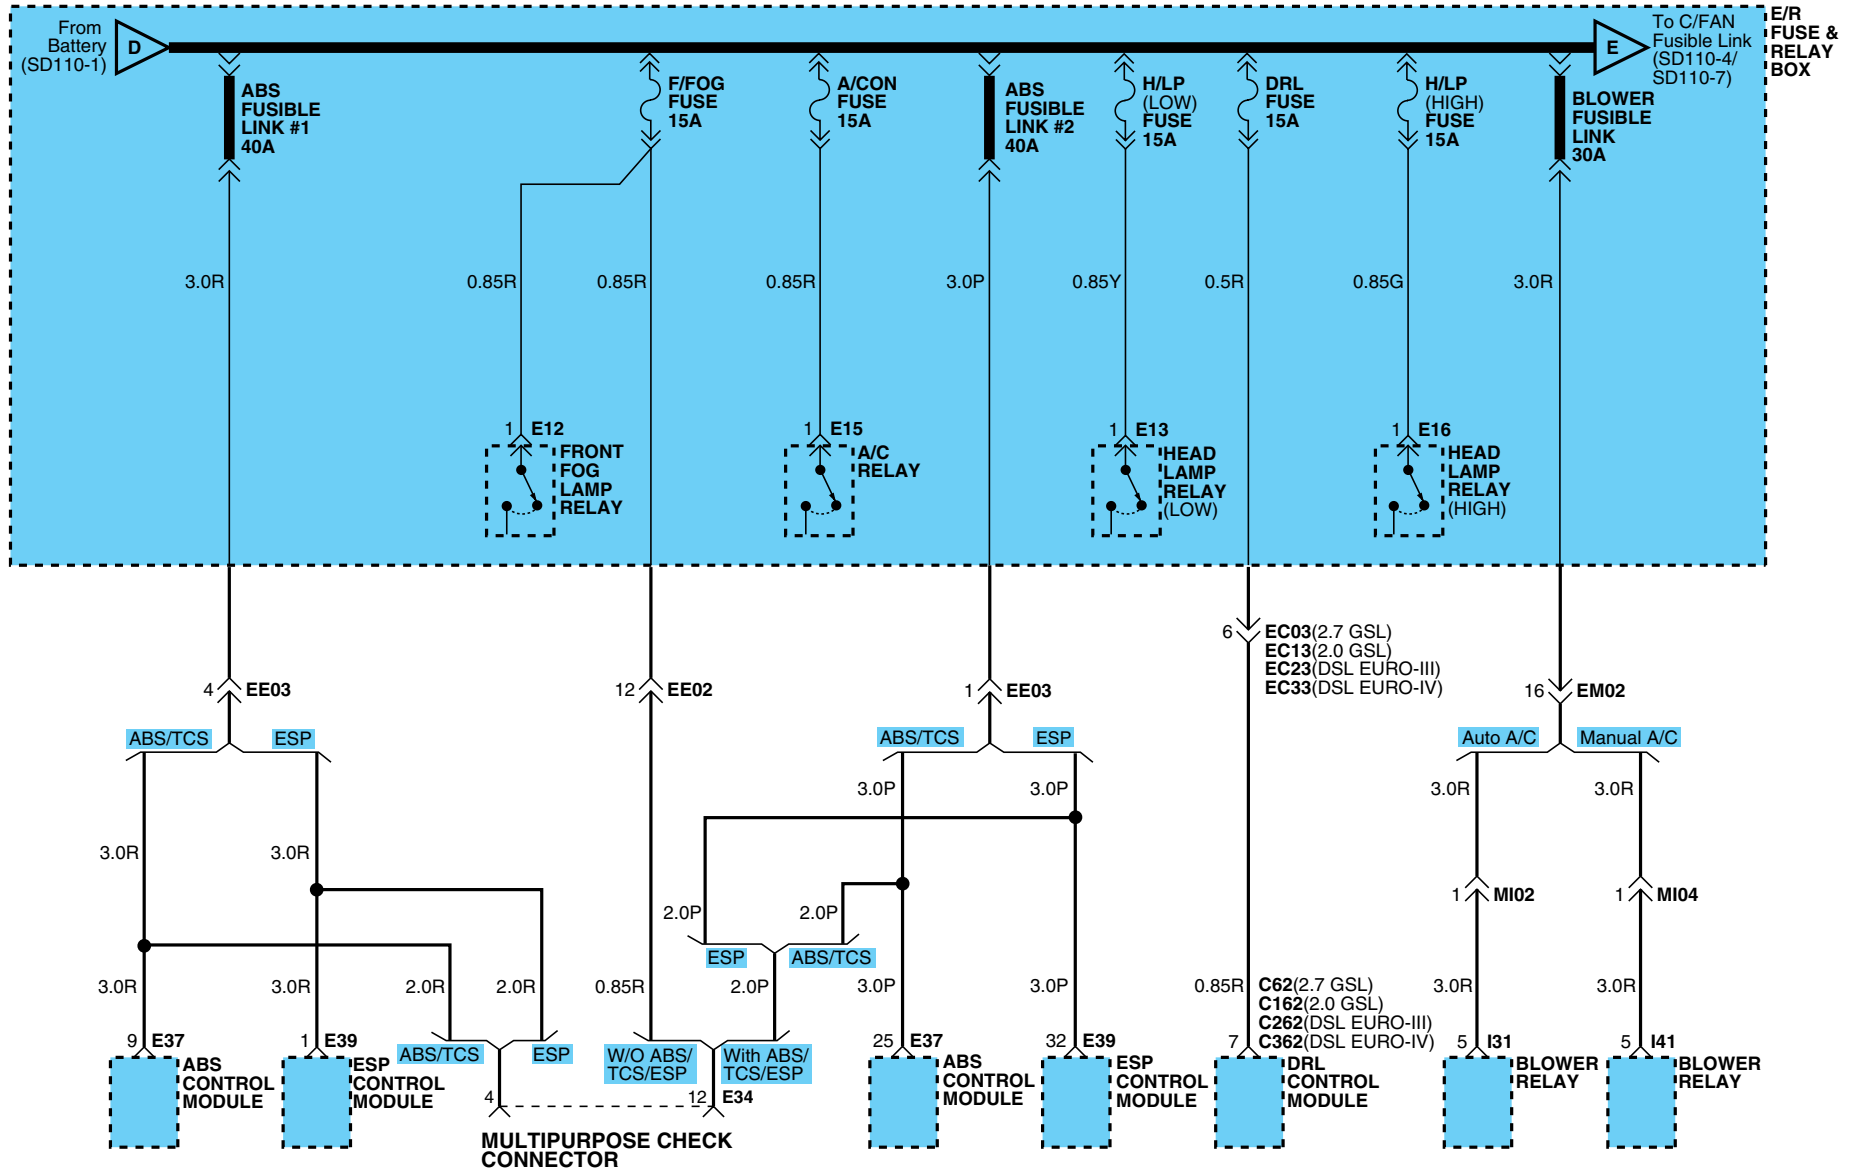 From
Battery
(SD110-1)
D
E
To C/FAN
Fusible Link
(SD110-4/
SD110-7)
E/R
FUSE &
RELAY
BOX
ABS
FUSIBLE
LINK #1
40A
F/FOG
FUSE
15A
A/CON
FUSE
15A
ABS
FUSIBLE
LINK #2
40A
H/LP
(LOW)
FUSE
15A
DRL
FUSE
15A
H/LP
(HIGH)
FUSE
15A
BLOWER
FUSIBLE
LINK
30A
3.0R
0.85R
0.85R
0.85R
3.0P
0.85Y
0.5R
0.85G
3.0R
1 E12
FRONT
FOG
LAMP
RELAY
1 E15
A/C
RELAY
1 E13
HEAD
LAMP
RELAY
(LOW)
1 E16
HEAD
LAMP
RELAY
(HIGH)
4 EE03
12 EE02
1 EE03
6 EC03(2.7 GSL)
EC13(2.0 GSL)
EC23(DSL EURO-III)
EC33(DSL EURO-IV)
16 EM02
ABS/TCS
ESP
ABS/TCS
ESP
Auto A/C
Manual A/C
3.0P
3.0P
3.0R
3.0R
3.0R
3.0R
2.0P
2.0P
1 MI02
1 MI04
ESP
ABS/TCS
3.0R
3.0R
2.0R
2.0R
0.85R
2.0P
3.0P
3.0P
0.85R
C62(2.7 GSL)
C162(2.0 GSL)
C262(DSL EURO-III)
C362(DSL EURO-IV)
3.0R
3.0R
9 E37
ABS
CONTROL
MODULE
1 E39
ESP
CONTROL
MODULE
ABS/TCS
ESP
W/O ABS/
TCS/ESP
With ABS/
TCS/ESP
4
12 E34
MULTIPURPOSE CHECK
CONNECTOR
25 E37
ABS
CONTROL
MODULE
32 E39
ESP
CONTROL
MODULE
7
DRL
CONTROL
MODULE
5 I31
BLOWER
RELAY
5 I41
BLOWER
RELAY